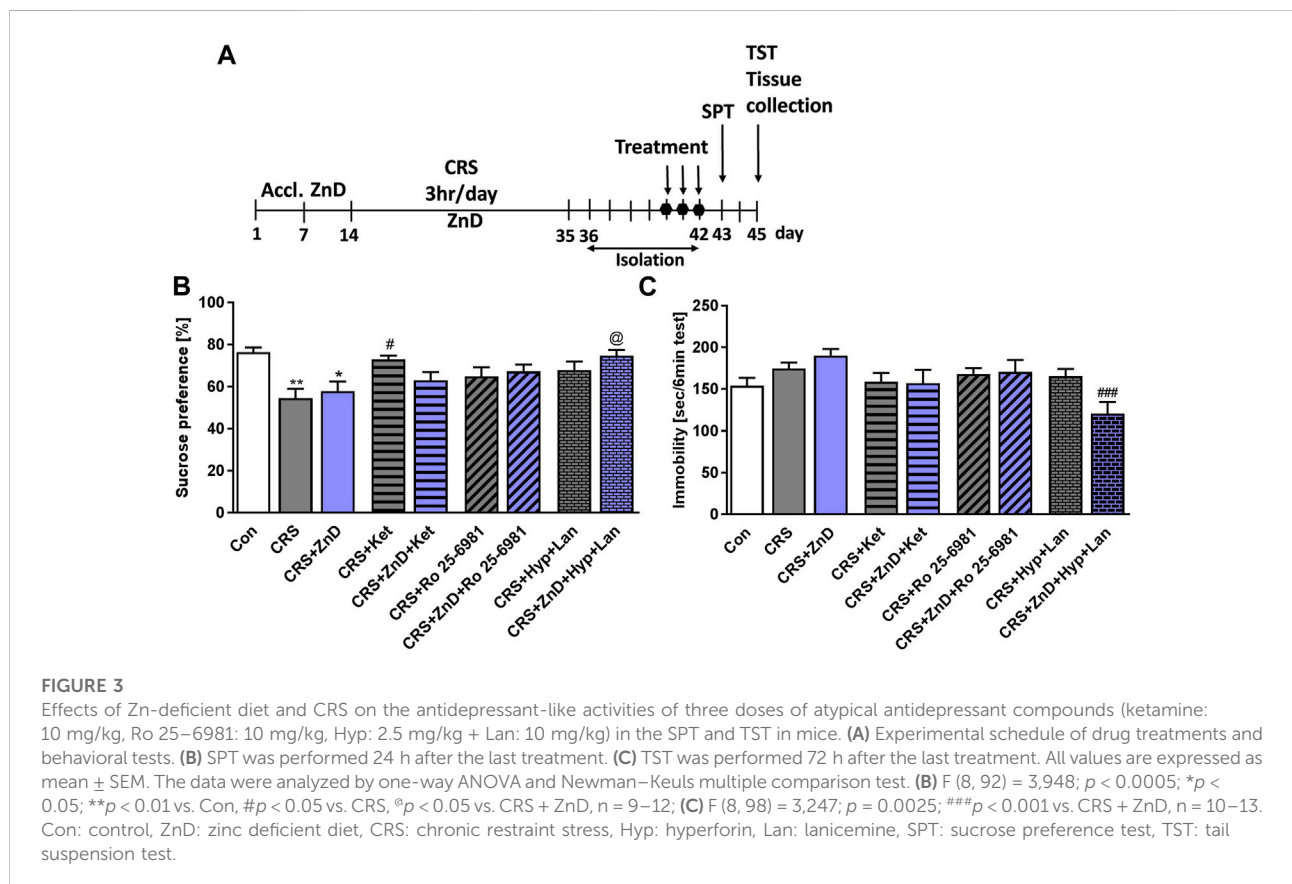 A
TST
Tissue
collection
SPT
Treatment
CRS
3hr/day
Accl. ZnD
ZnD
1 7 14 35 36 42 43 45 day
Isolation
B
Sucrose preference [%]
100
80
60
40
20
0
** * # @
Con CRS CRS+ZnD CRS+Ket CRS+ZnD+Ket CRS+Ro 25-6981 CRS+ZnD+Ro 25-6981 CRS+Hyp+Lan CRS+ZnD+Hyp+Lan
C
Immobility [sec/6min test]
250
200
150
100
50
0
###
Con CRS CRS+ZnD CRS+Ket CRS+ZnD+Ket CRS+Ro 25-6981 CRS+ZnD+Ro 25-6981 CRS+Hyp+Lan CRS+ZnD+Hyp+Lan
FIGURE 3
Effects of Zn-deficient diet and CRS on the antidepressant-like activities of three doses of atypical antidepressant compounds (ketamine:
10 mg/kg, Ro 25–6981: 10 mg/kg, Hyp: 2.5 mg/kg + Lan: 10 mg/kg) in the SPT and TST in mice. (A) Experimental schedule of drug treatments and
behavioral tests. (B) SPT was performed 24 h after the last treatment. (C) TST was performed 72 h after the last treatment. All values are expressed as
mean ± SEM. The data were analyzed by one-way ANOVA and Newman–Keuls multiple comparison test. (B) F (8, 92) = 3,948; p < 0.0005; *p <
0.05; **p < 0.01 vs. Con, #p < 0.05 vs. CRS, @p < 0.05 vs. CRS + ZnD, n = 9–12; (C) F (8, 98) = 3,247; p = 0.0025; ###p < 0.001 vs. CRS + ZnD, n = 10–13.
Con: control, ZnD: zinc deficient diet, CRS: chronic restraint stress, Hyp: hyperforin, Lan: lanicemine, SPT: sucrose preference test, TST: tail
suspension test.